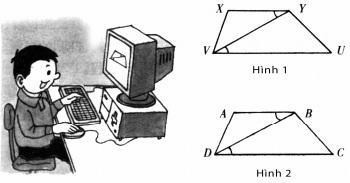 X Y
V U
Hình 1
A B
D C
Hình 2